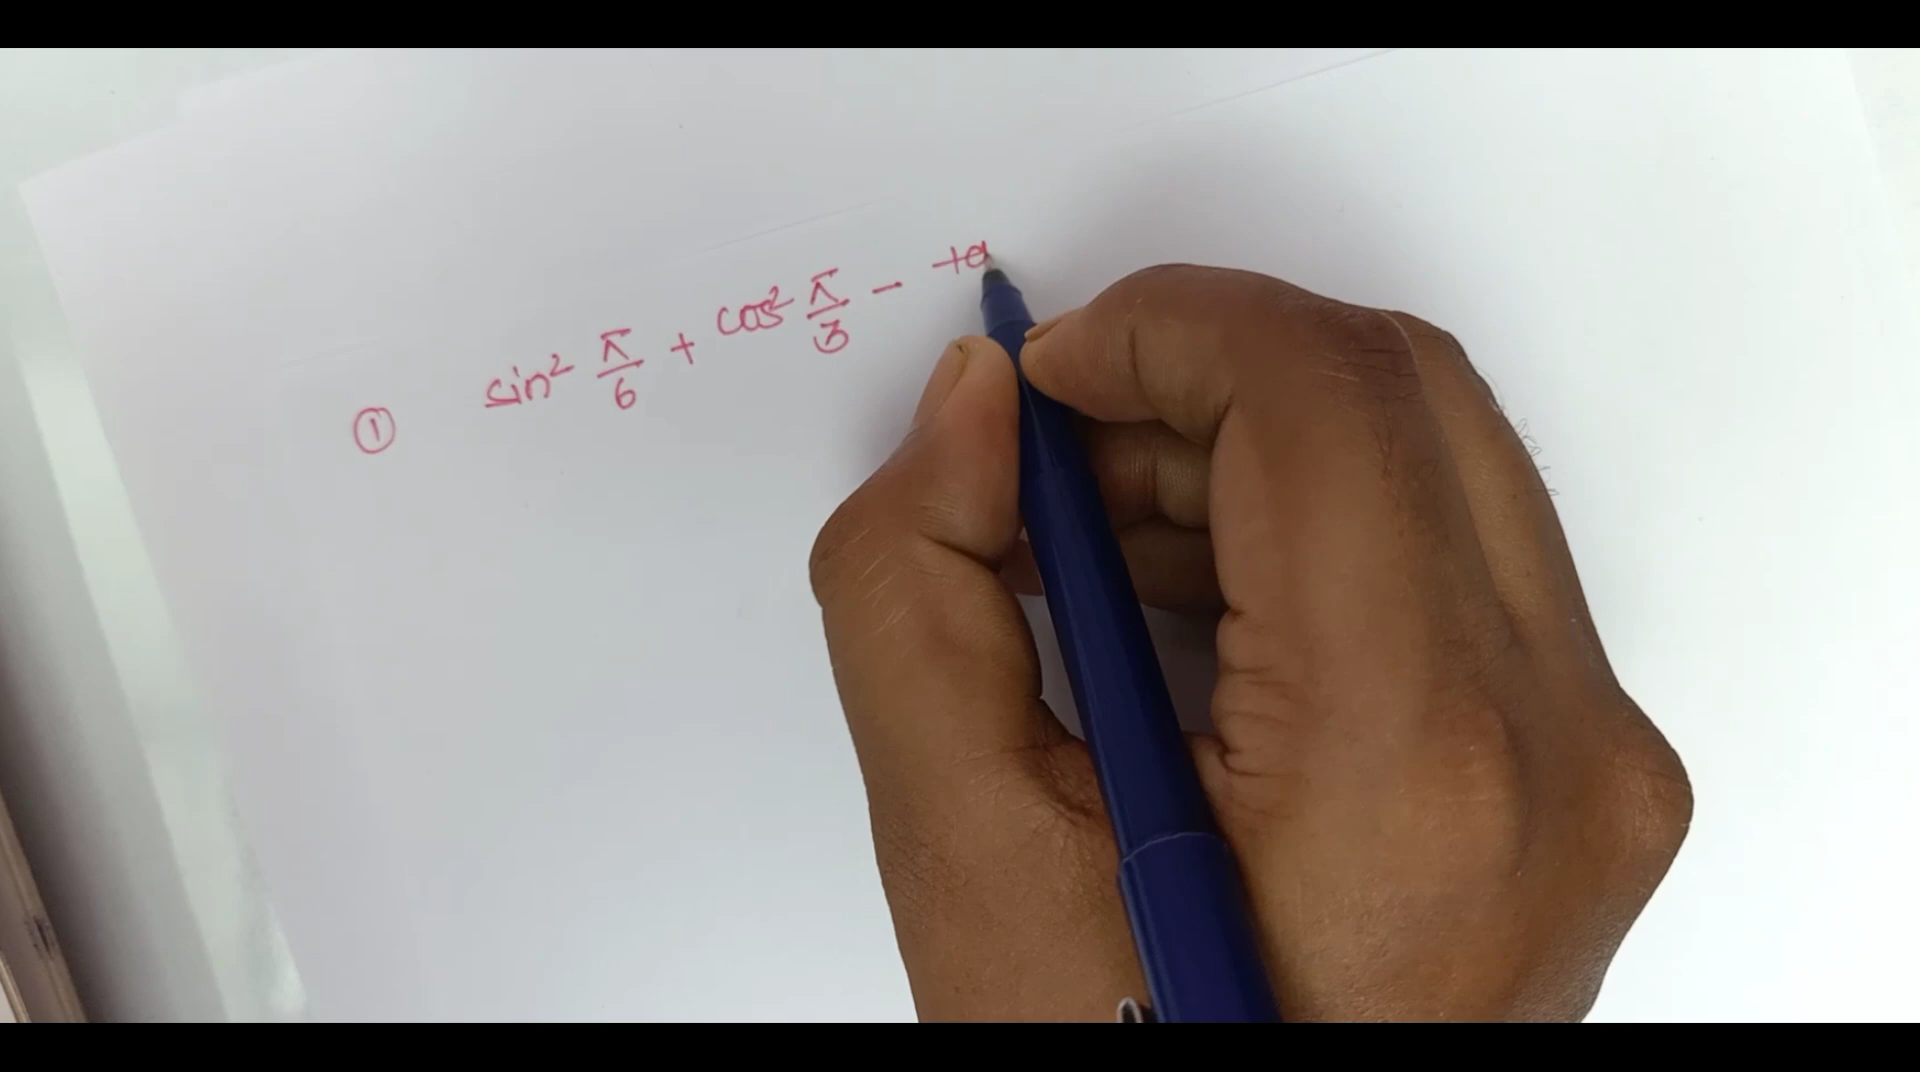 ① sin² π/6 + cos² π/3 − ta